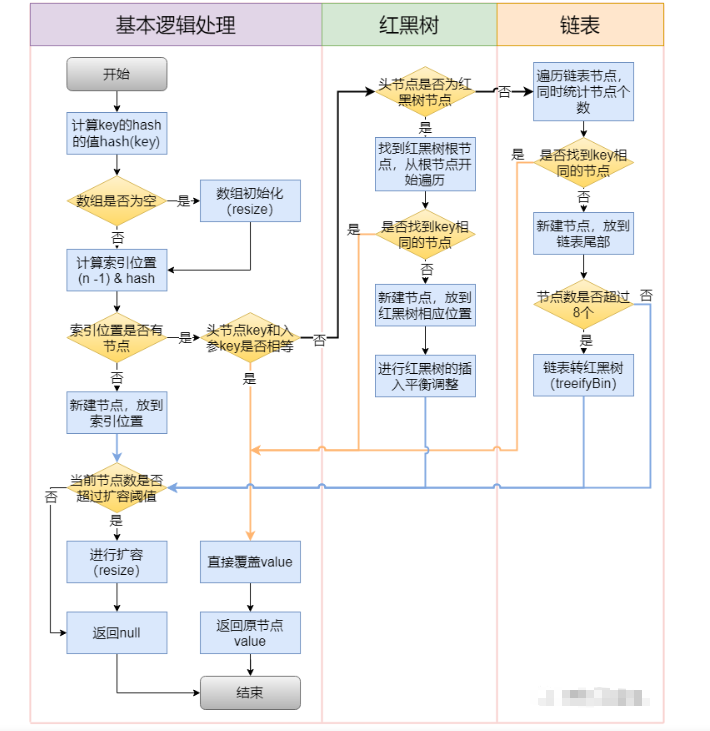 基本逻辑处理
红黑树
链表
开始
计算key的hash
的值hash(key)
数组是否为空
是
数组初始化
（resize）
否
计算索引位置
(n -1) & hash
索引位置是否有
节点
是
头节点key和入
参key是否相等
否
否
是
新建节点，放到
索引位置
当前节点数是否
超过扩容阈值
否
是
进行扩容
（resize）
返回null
直接覆盖value
返回原节点
value
结束
头节点是否为红
黑树节点
否
是
找到红黑树根节
点，从根节点开
始遍历
是
是否找到key相
同的节点
否
新建节点，放到
红黑树相应位置
进行红黑树的插
入平衡调整
遍历链表节点，
同时统计节点个
数
是
是否找到key相
同的节点
否
新建节点，放到
链表尾部
节点数是否超过
8个
否
是
链表转红黑树
（treeifyBin）